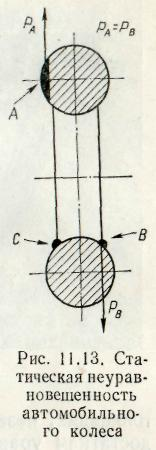 P_A
P_A=P_B
A
C
B
P_B
Рис. 11.13. Ста-
тическая неурав-
новешенность
автомобильно-
го колеса